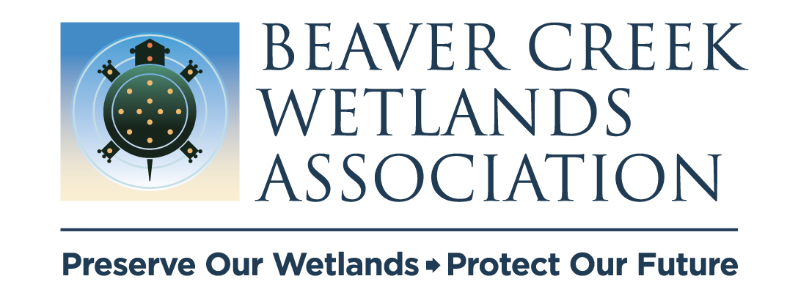 BEAVER CREEK
WETLANDS
ASSOCIATION
Preserve Our Wetlands ➡ Protect Our Future